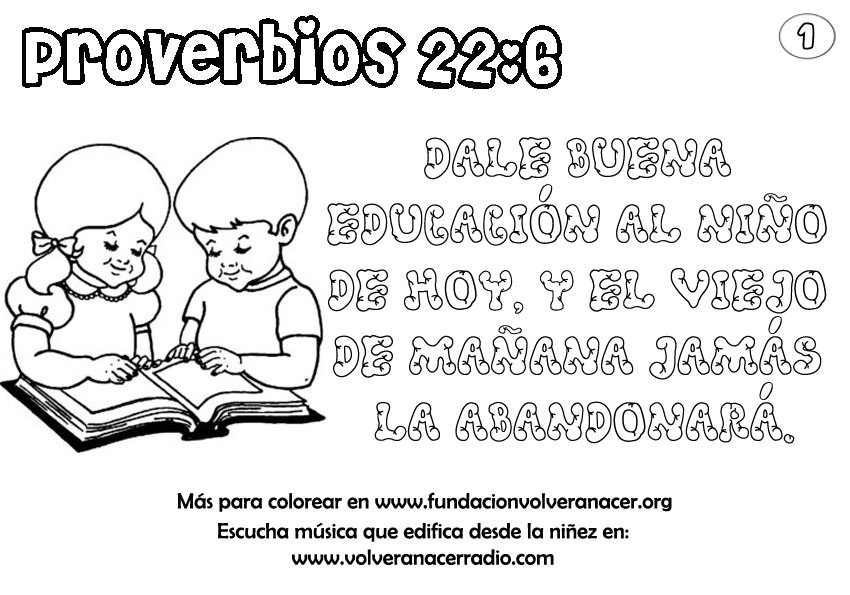 Proverbios 22:6
1
DALE BUENA
EDUCACIÓN AL NIÑO
DE HOY, Y EL VIEJO
DE MAÑANA JAMÁS
LA ABANDONARÁ.
Más para colorear en www.fundacionvolveranacer.org
Escucha música que edifica desde la niñez en:
www.volveranacerradio.com